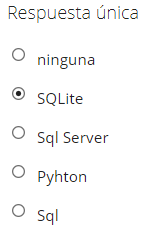 Respuesta única
ninguna
SQLite
Sql Server
Pyhton
Sql